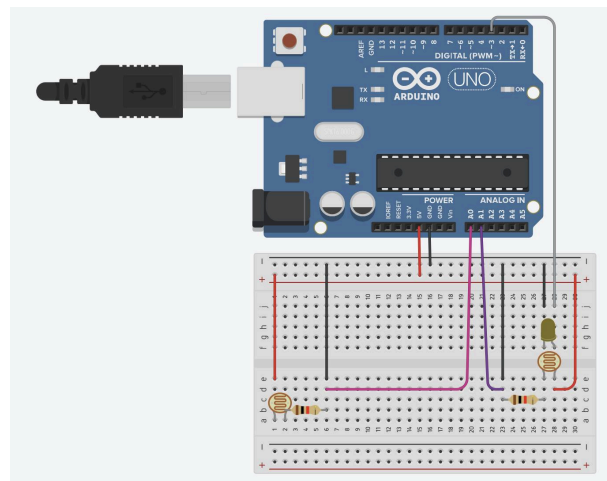 AREF
GND
13
12
~11
~10
~9
8
7
~6
~5
4
~3
2
TX→1
RX←0
DIGITAL (PWM~)
L
TX
RX
UNO
ARDUINO
ON
POWER
ANALOG IN
IOREF
RESET
3.3V
5V
GND
GND
Vin
A0
A1
A2
A3
A4
A5
j
i
h
g
f
e
d
c
b
a